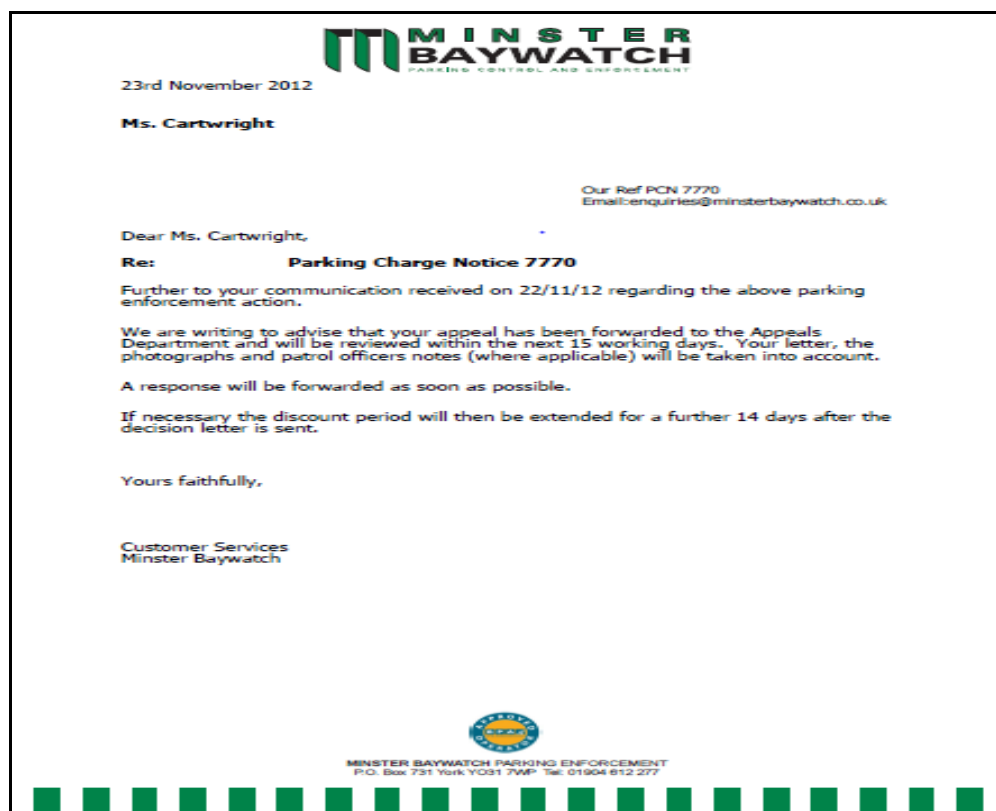 MINSTER
BAYWATCH
PARKING CONTROL AND ENFORCEMENT
23rd November 2012
Ms. Cartwright
Our Ref PCN 7770
Email:enquiries@minsterbaywatch.co.uk
Dear Ms. Cartwright,
Re: Parking Charge Notice 7770
Further to your communication received on 22/11/12 regarding the above parking
enforcement action.
We are writing to advise that your appeal has been forwarded to the Appeals
Department and will be reviewed within the next 15 working days. Your letter, the
photographs and patrol officers notes (where applicable) will be taken into account.
A response will be forwarded as soon as possible.
If necessary the discount period will then be extended for a further 14 days after the
decision letter is sent.
Yours faithfully,
Customer Services
Minster Baywatch
APPROVED
OPERATOR
MINSTER BAYWATCH PARKING ENFORCEMENT
P.O. Box 731 York YO31 7WP Tel: 01904 612 277